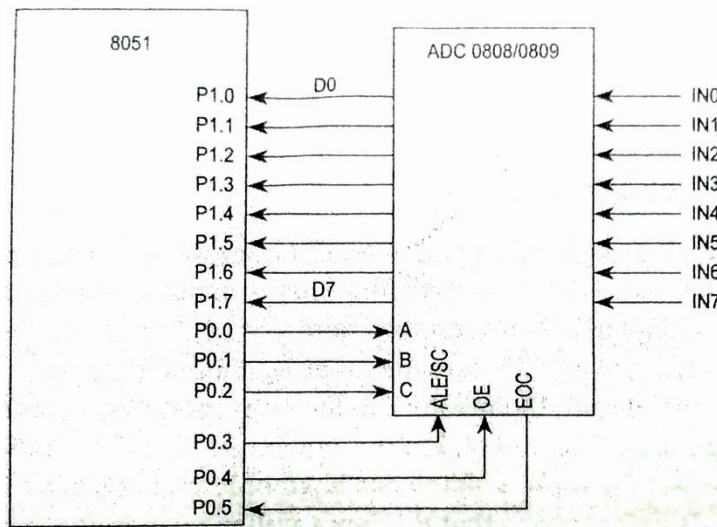 8051
ADC 0808/0809
P1.0
D0
IN0
P1.1
IN1
P1.2
IN2
P1.3
IN3
P1.4
IN4
P1.5
IN5
P1.6
IN6
P1.7
D7
IN7
P0.0
A
P0.1
B
P0.2
C
ALE/SC
OE
EOC
P0.3
P0.4
P0.5